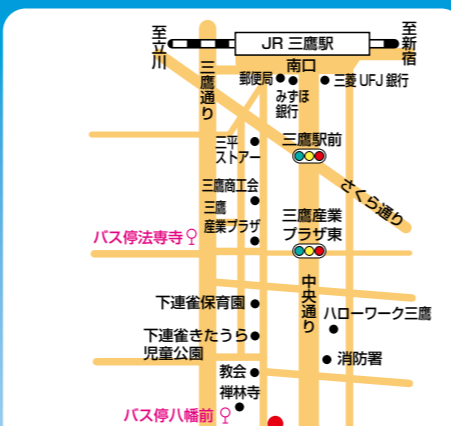 至立川
JR 三鷹駅
至新宿
南口
三鷹通り
郵便局
みずほ
銀行
三菱 UFJ 銀行
三平
ストアー
三鷹駅前
さくら通り
三鷹商工会
三鷹
産業プラザ
三鷹産業
プラザ東
バス停法専寺
中央通り
下連雀保育園
ハローワーク三鷹
下連雀きたうら
児童公園
消防署
教会
禅林寺
バス停八幡前